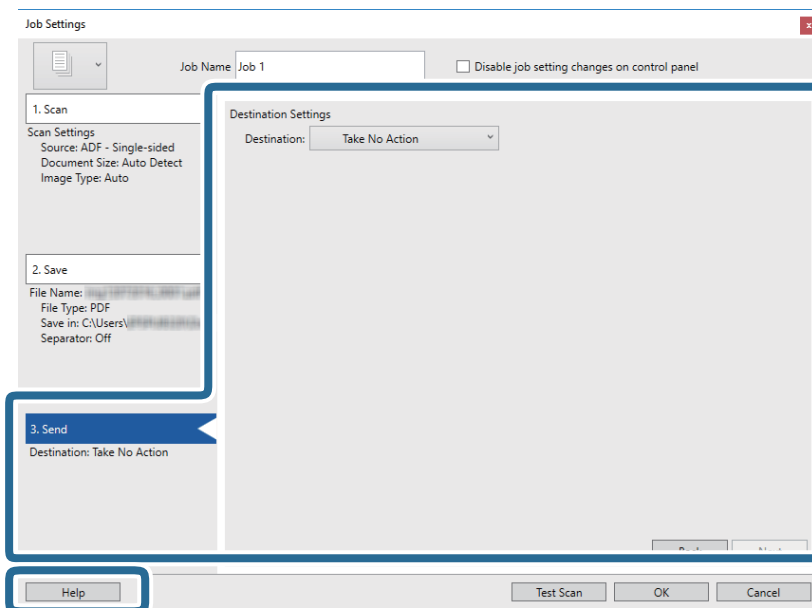 Job Settings
x
Job Name Job 1
Disable job setting changes on control panel
1. Scan
Scan Settings
Source: ADF - Single-sided
Document Size: Auto Detect
Image Type: Auto
Destination Settings
Destination: Take No Action
2. Save
File Name:
File Type: PDF
Save in: C:\Users\
Separator: Off
3. Send
Destination: Take No Action
Help
Test Scan
OK
Cancel